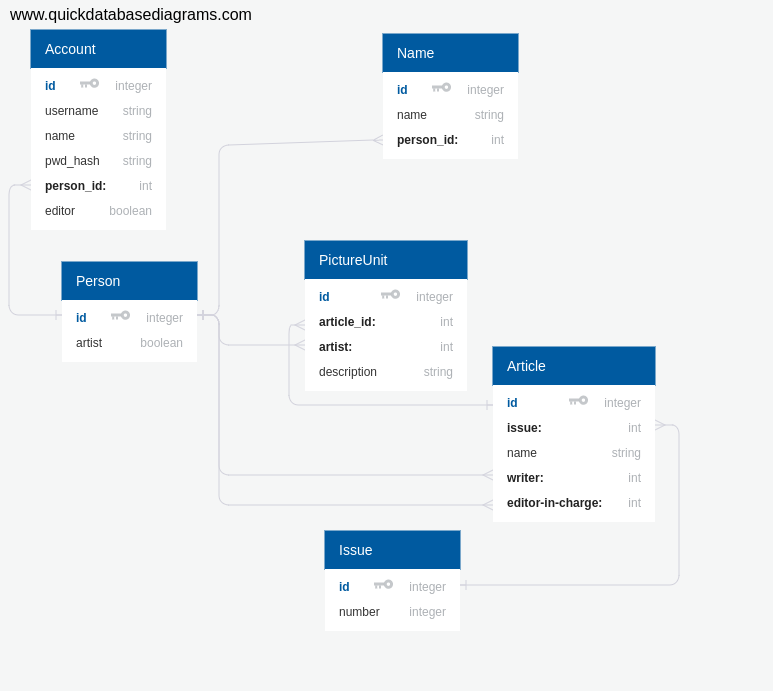 www.quickdatabasediagrams.com
Account
id integer
username string
name string
pwd_hash string
person_id: int
editor boolean
Name
id integer
name string
person_id: int
Person
id integer
artist boolean
PictureUnit
id integer
article_id: int
artist: int
description string
Article
id integer
issue: int
name string
writer: int
editor-in-charge: int
Issue
id integer
number integer